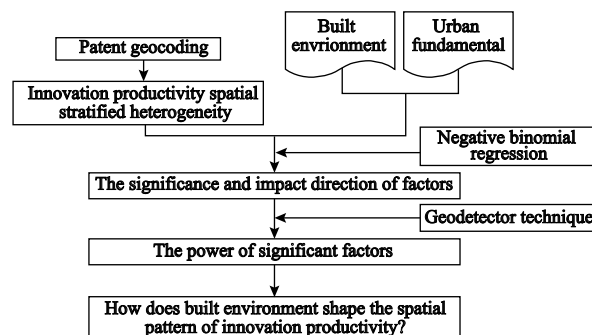 Patent geocoding
Built
envrionment
Urban
fundamental
Innovation productivity spatial
stratified heterogeneity
Negative binomial
regression
The significance and impact direction of factors
Geodetector technique
The power of significant factors
How does built environment shape the spatial
pattern of innovation productivity?